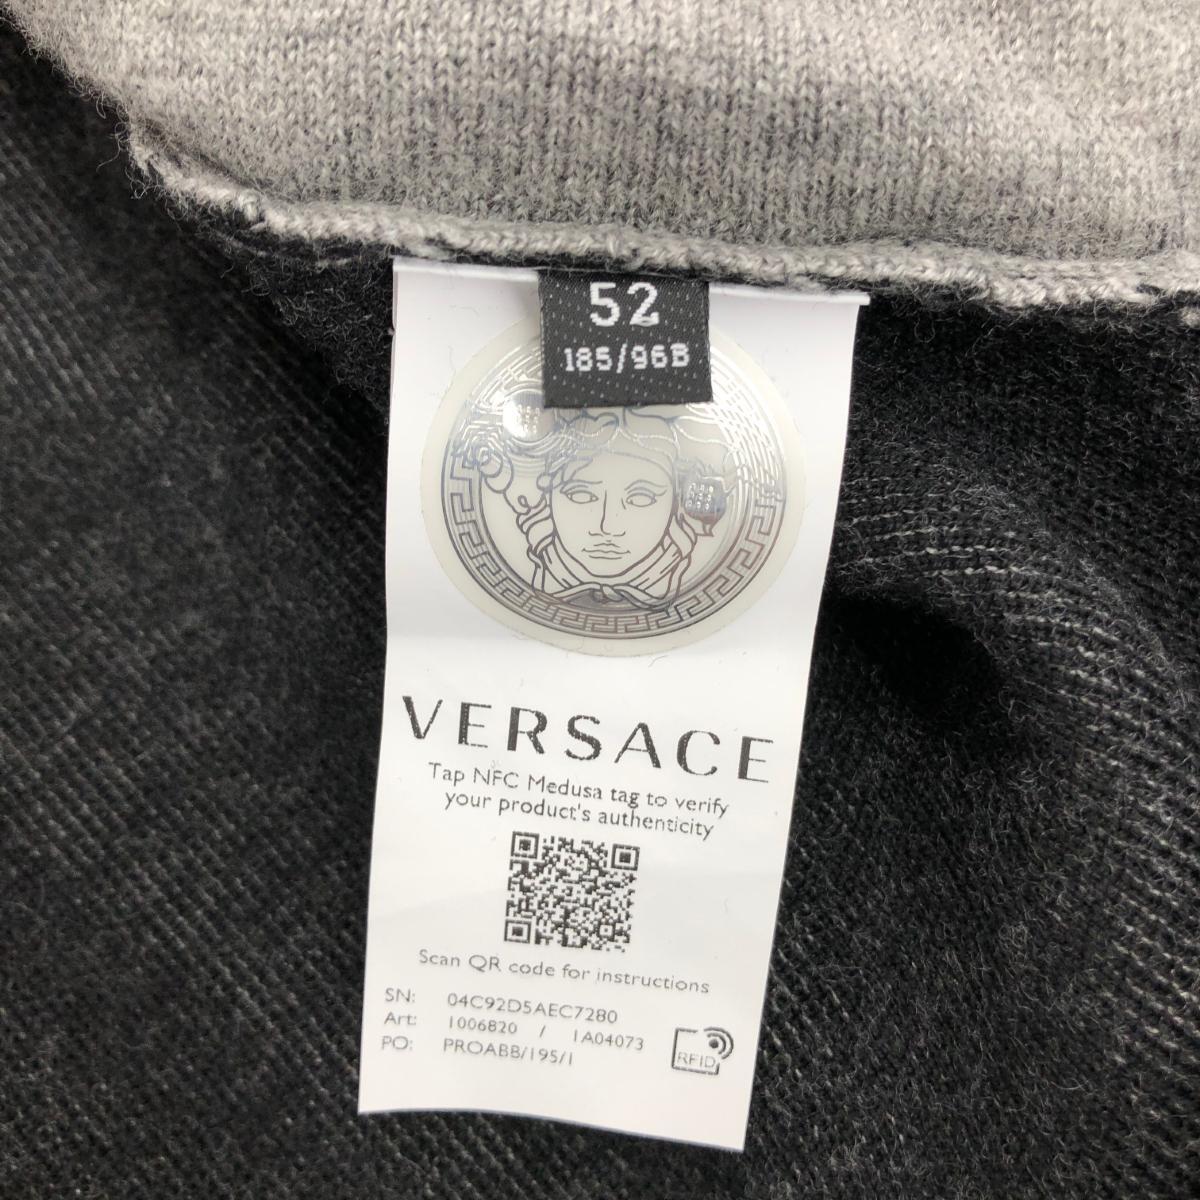 52
185/96B
VERSACE
Tap NFC Medusa tag to verify
your product's authenticity
Scan QR code for instructions
SN: 04C92D5AEC7280
Art: 1006820 / 1A04073
PO: PROABB/195/1
RFID